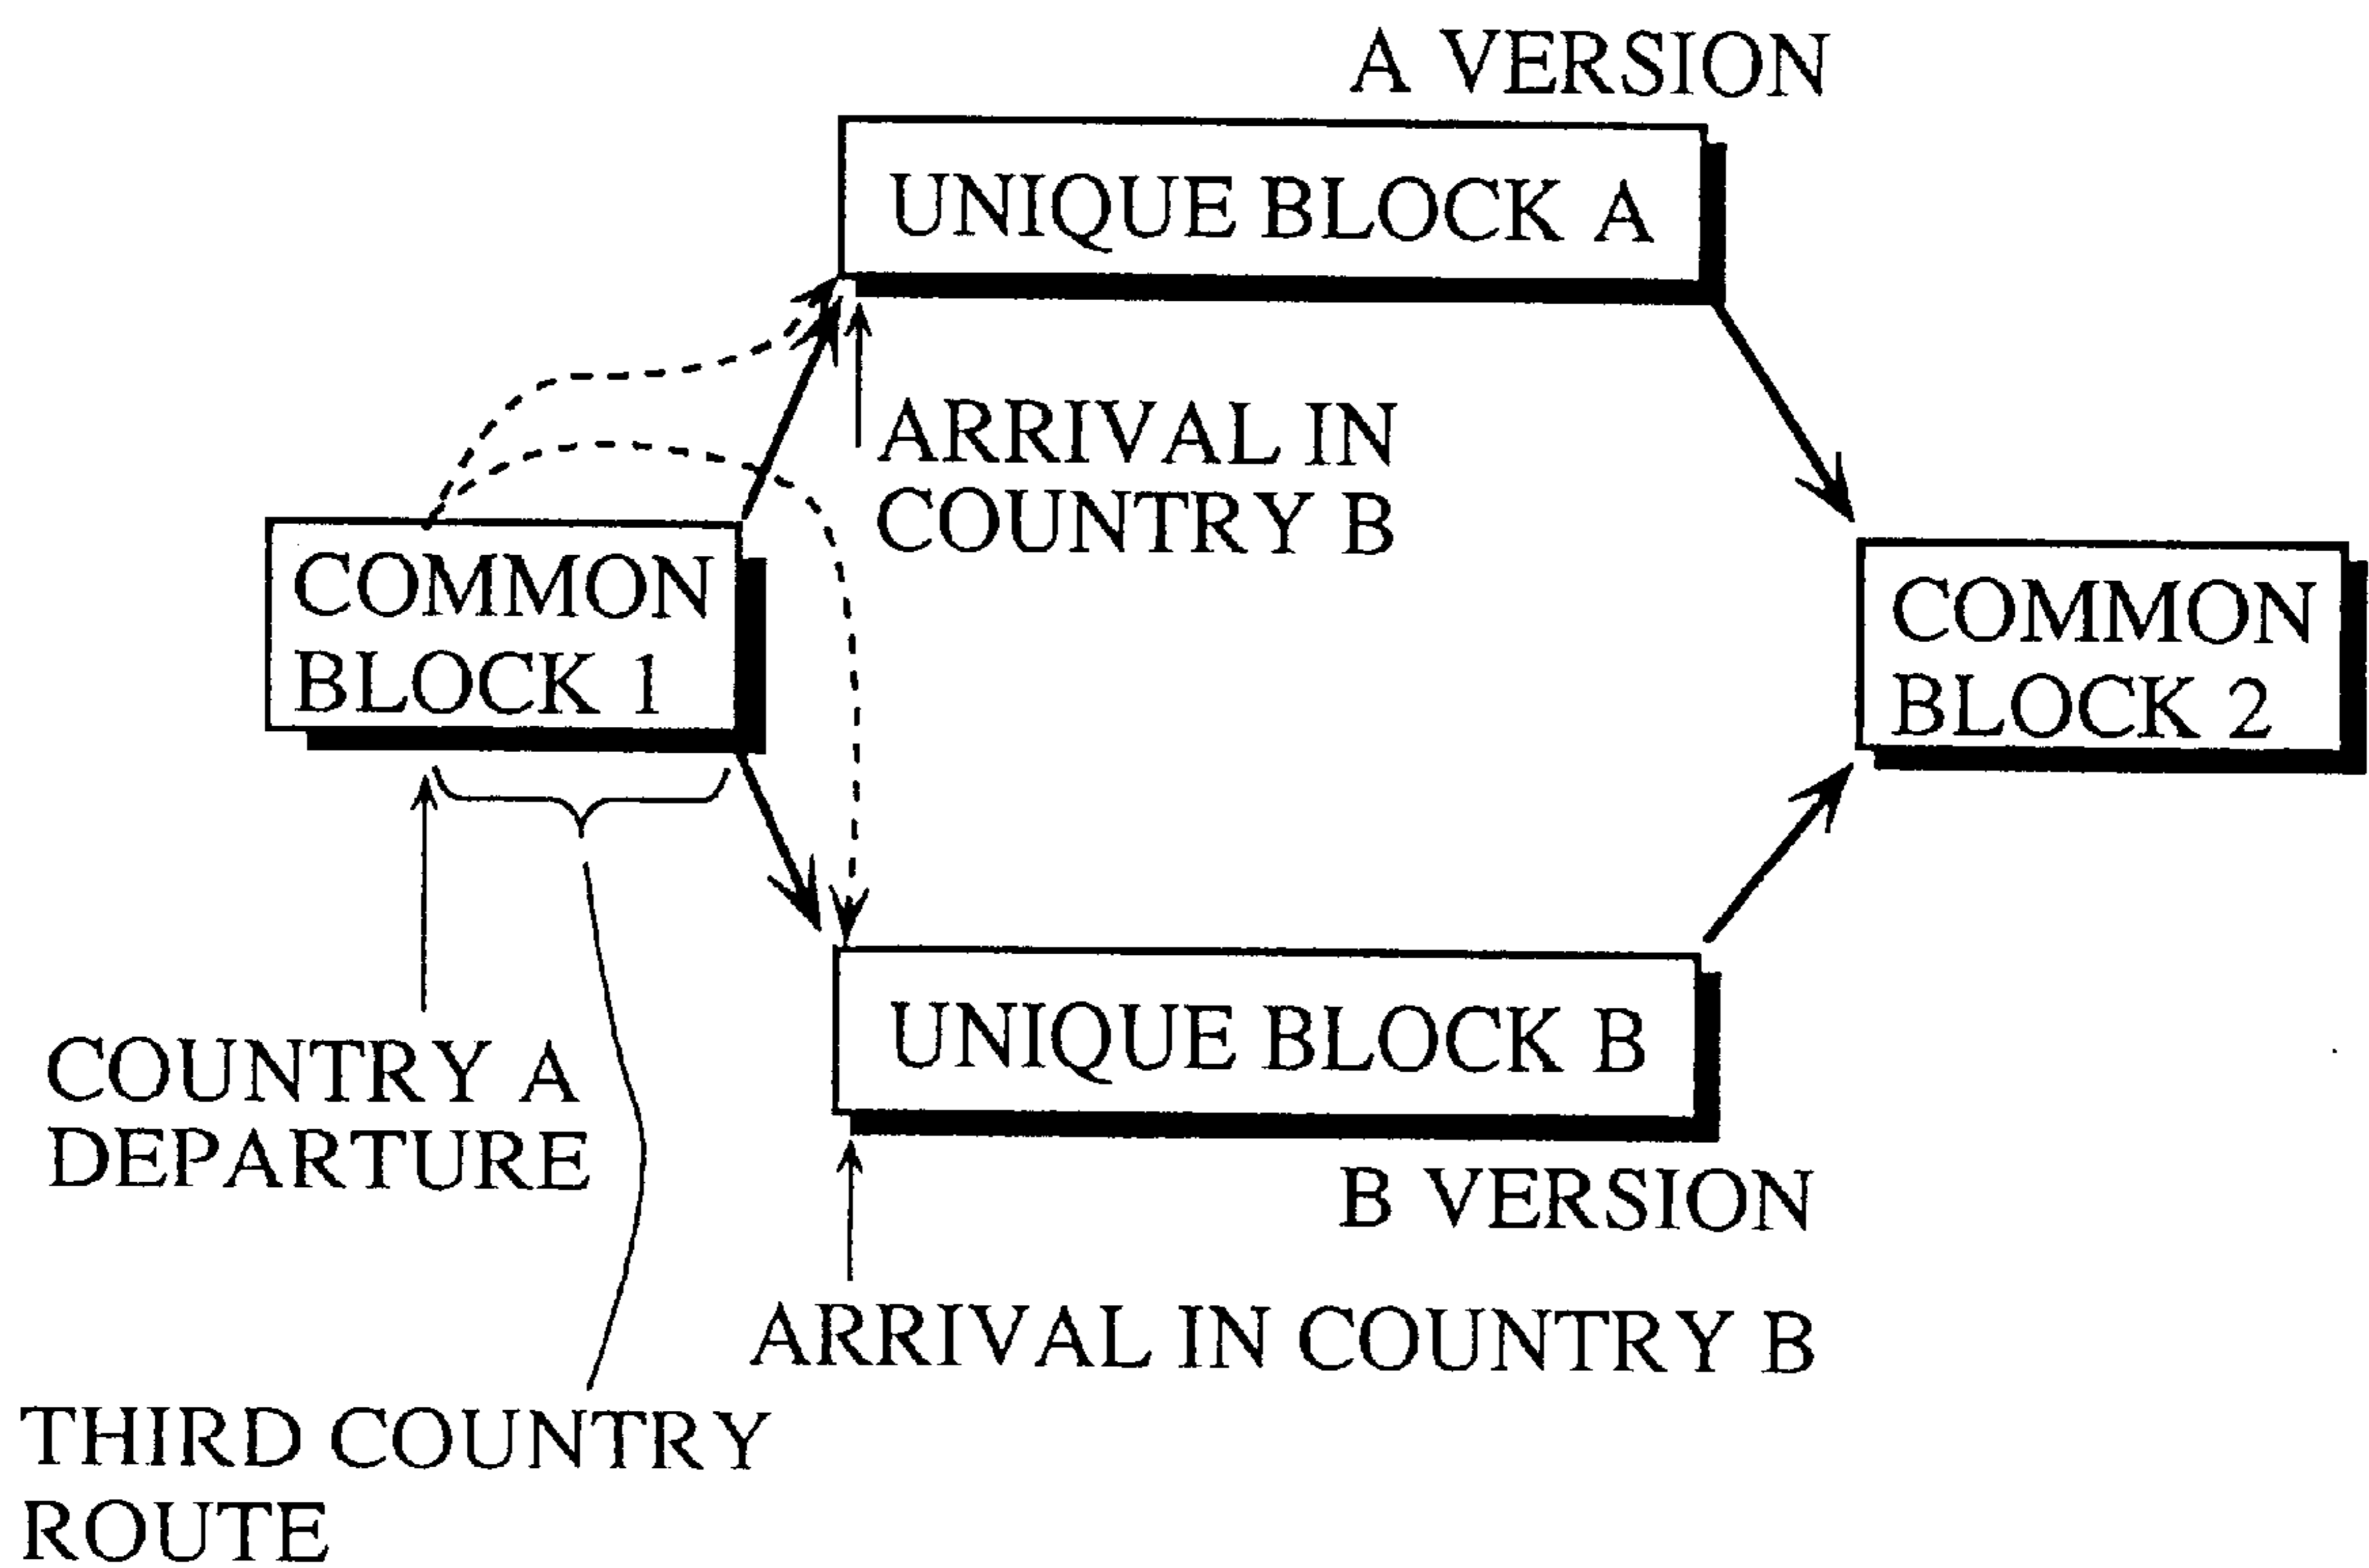 A VERSION
UNIQUE BLOCK A
ARRIVAL IN
COUNTRY B
COMMON
BLOCK 1
COMMON
BLOCK 2
UNIQUE BLOCK B
COUNTRY A
DEPARTURE
B VERSION
ARRIVAL IN COUNTRY B
THIRD COUNTRY
ROUTE